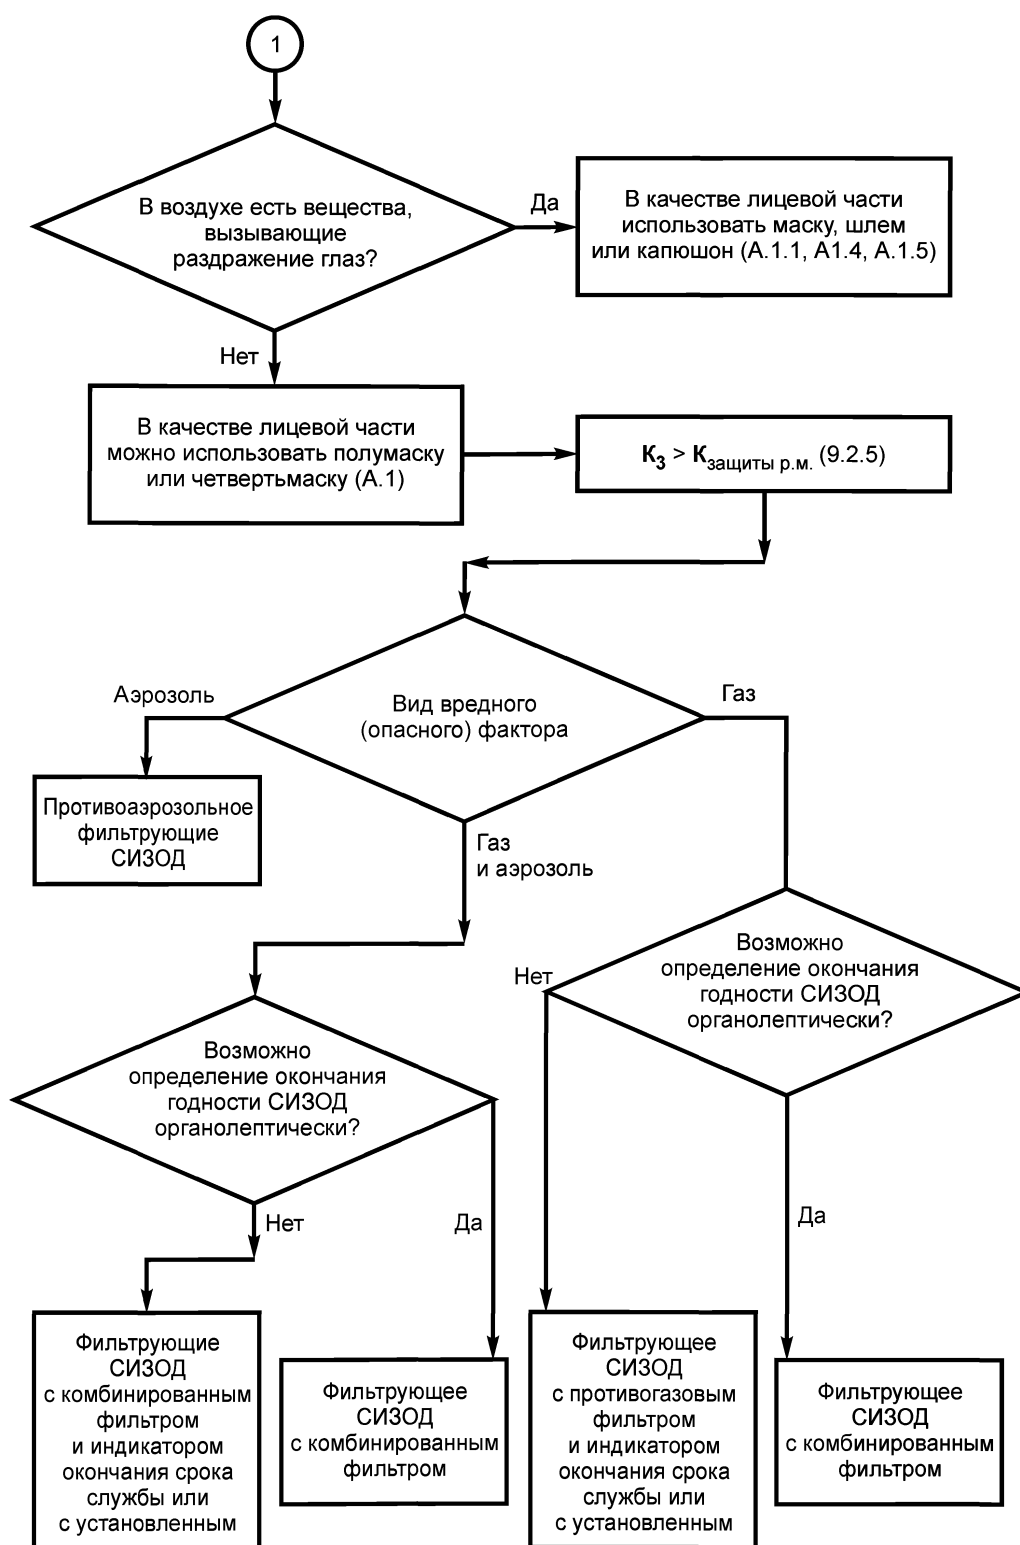 1
В воздухе есть вещества,
вызывающие
раздражение глаз?
Да
В качестве лицевой части
использовать маску, шлем
или капюшон (А.1.1, А1.4, А.1.5)
Нет
В качестве лицевой части
можно использовать полумаску
или четвертьмаску (А.1)
К₃ > Кзащиты р.м. (9.2.5)
Аэрозоль
Вид вредного
(опасного) фактора
Газ
Противоаэрозольное
фильтрующие
СИЗОД
Газ
и аэрозоль
Возможно
определение окончания
годности СИЗОД
органолептически?
Нет
Возможно
определение окончания
годности СИЗОД
органолептически?
Нет
Да
Да
Фильтрующие
СИЗОД
с комбинированным
фильтром
и индикатором
окончания срока
службы или
с установленным
Фильтрующее
СИЗОД
с комбинированным
фильтром
Фильтрующее
СИЗОД
с противогазовым
фильтром
и индикатором
окончания срока
службы или
с установленным
Фильтрующее
СИЗОД
с комбинированным
фильтром